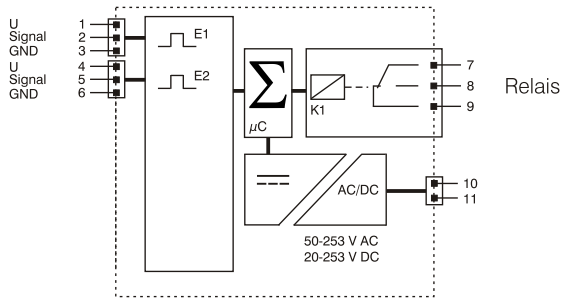 U 1
Signal 2
GND 3
U 4
Signal 5
GND 6
E1
E2
Σ
µC
K1
7
8
9
Relais
AC/DC
10
11
50-253 V AC
20-253 V DC